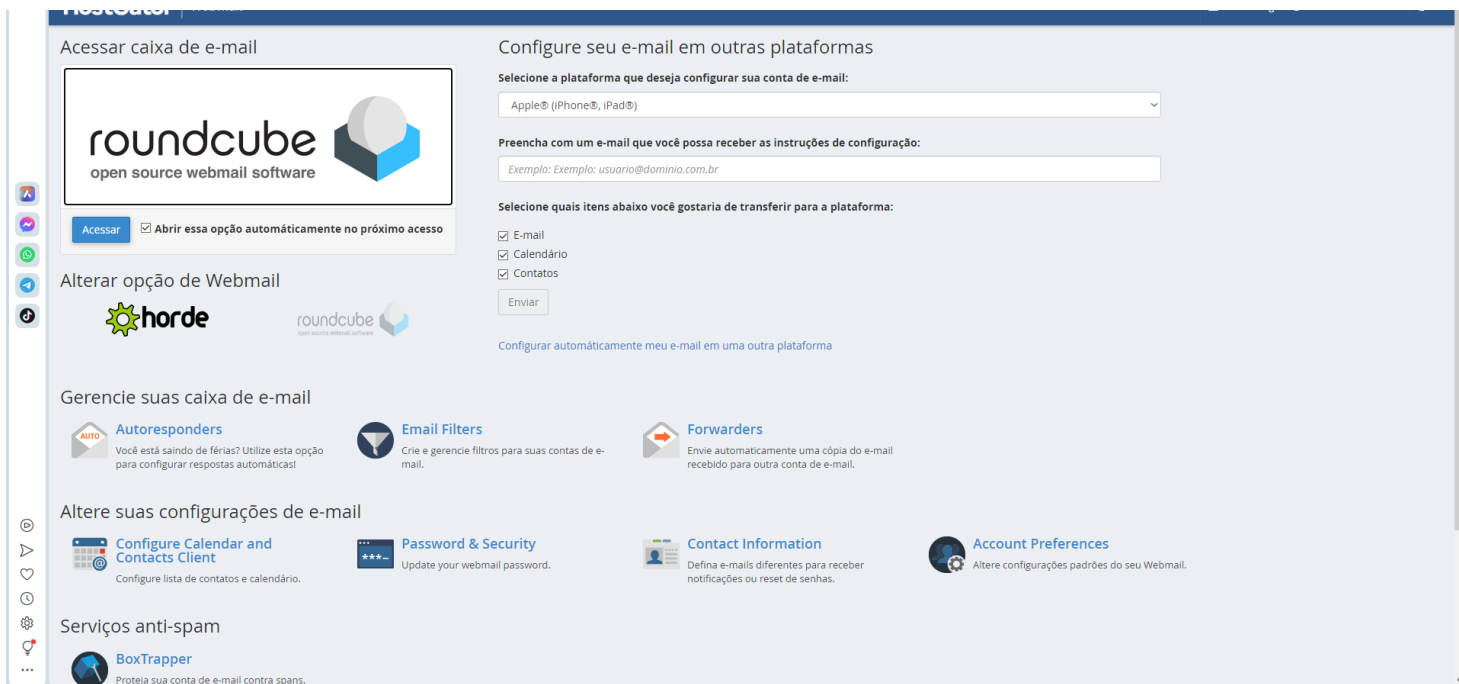 Acessar caixa de e-mail
roundcube
open source webmail software
Acessar
Abrir essa opção automáticamente no próximo acesso
Alterar opção de Webmail
horde
roundcube
open source webmail software
Configure seu e-mail em outras plataformas
Selecione a plataforma que deseja configurar sua conta de e-mail:
Apple® (iPhone®, iPad®)
Preencha com um e-mail que você possa receber as instruções de configuração:
Exemplo: Exemplo: usuario@dominio.com.br
Selecione quais itens abaixo você gostaria de transferir para a plataforma:
E-mail
Calendário
Contatos
Enviar
Configurar automáticamente meu e-mail em uma outra plataforma
Gerencie suas caixa de e-mail
AUTO
Autoresponders
Você está saindo de férias? Utilize esta opção
para configurar respostas automáticas!
Email Filters
Crie e gerencie filtros para suas contas de e-
mail.
Forwarders
Envie automaticamente uma cópia do e-mail
recebido para outra conta de e-mail.
Altere suas configurações de e-mail
Configure Calendar and
Contacts Client
Configure lista de contatos e calendário.
***_
Password & Security
Update your webmail password.
Contact Information
Defina e-mails diferentes para receber
notificações ou reset de senhas.
Account Preferences
Altere configurações padrões do seu Webmail.
Serviços anti-spam
BoxTrapper
Proteja sua conta de e-mail contra spans.